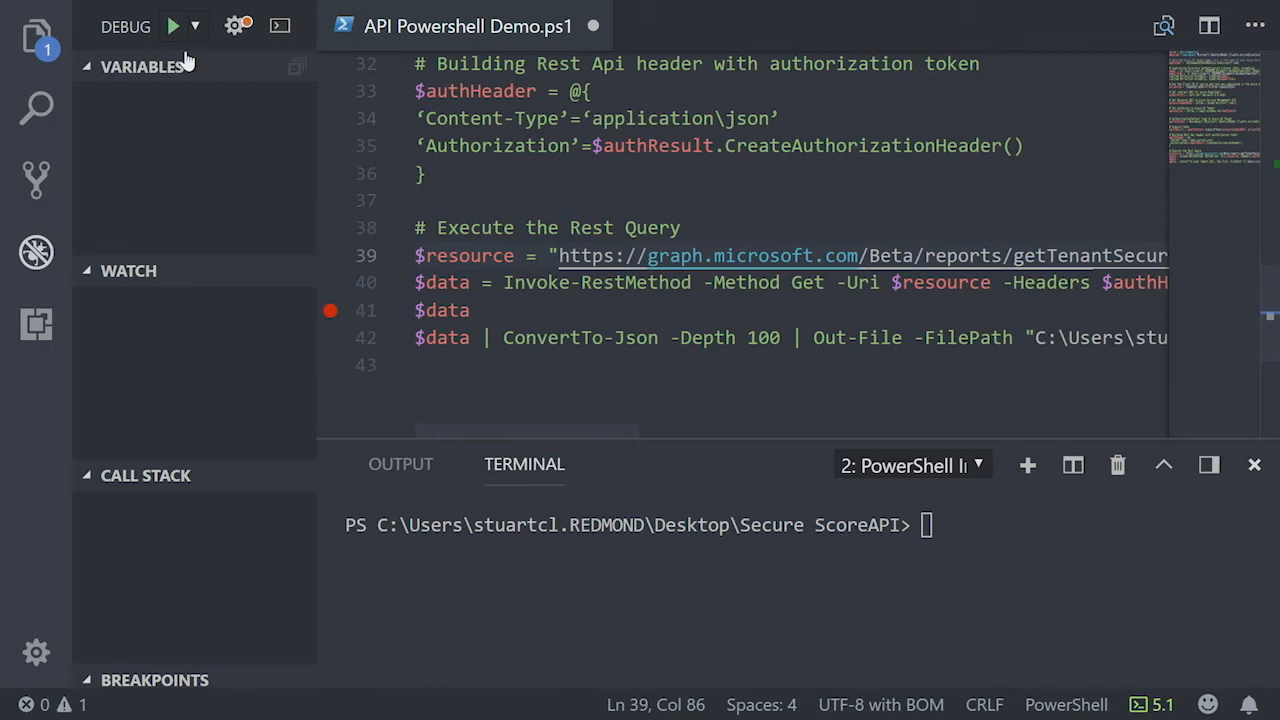 DEBUG
API Powershell Demo.ps1
1
VARIABLES
32 # Building Rest Api header with authorization token
33 $authHeader = @{
34 ‘Content-Type’=‘application\json’
35 ‘Authorization’=$authResult.CreateAuthorizationHeader()
36 }
37
38 # Execute the Rest Query
39 $resource = "https://graph.microsoft.com/Beta/reports/getTenantSecur
40 $data = Invoke-RestMethod -Method Get -Uri $resource -Headers $authH
41 $data
42 $data | ConvertTo-Json -Depth 100 | Out-File -FilePath "C:\Users\stu
43
WATCH
CALL STACK
BREAKPOINTS
OUTPUT TERMINAL 2: PowerShell I
PS C:\Users\stuartcl.REDMOND\Desktop\Secure ScoreAPI>
0 1 Ln 39, Col 86 Spaces: 4 UTF-8 with BOM CRLF PowerShell 5.1